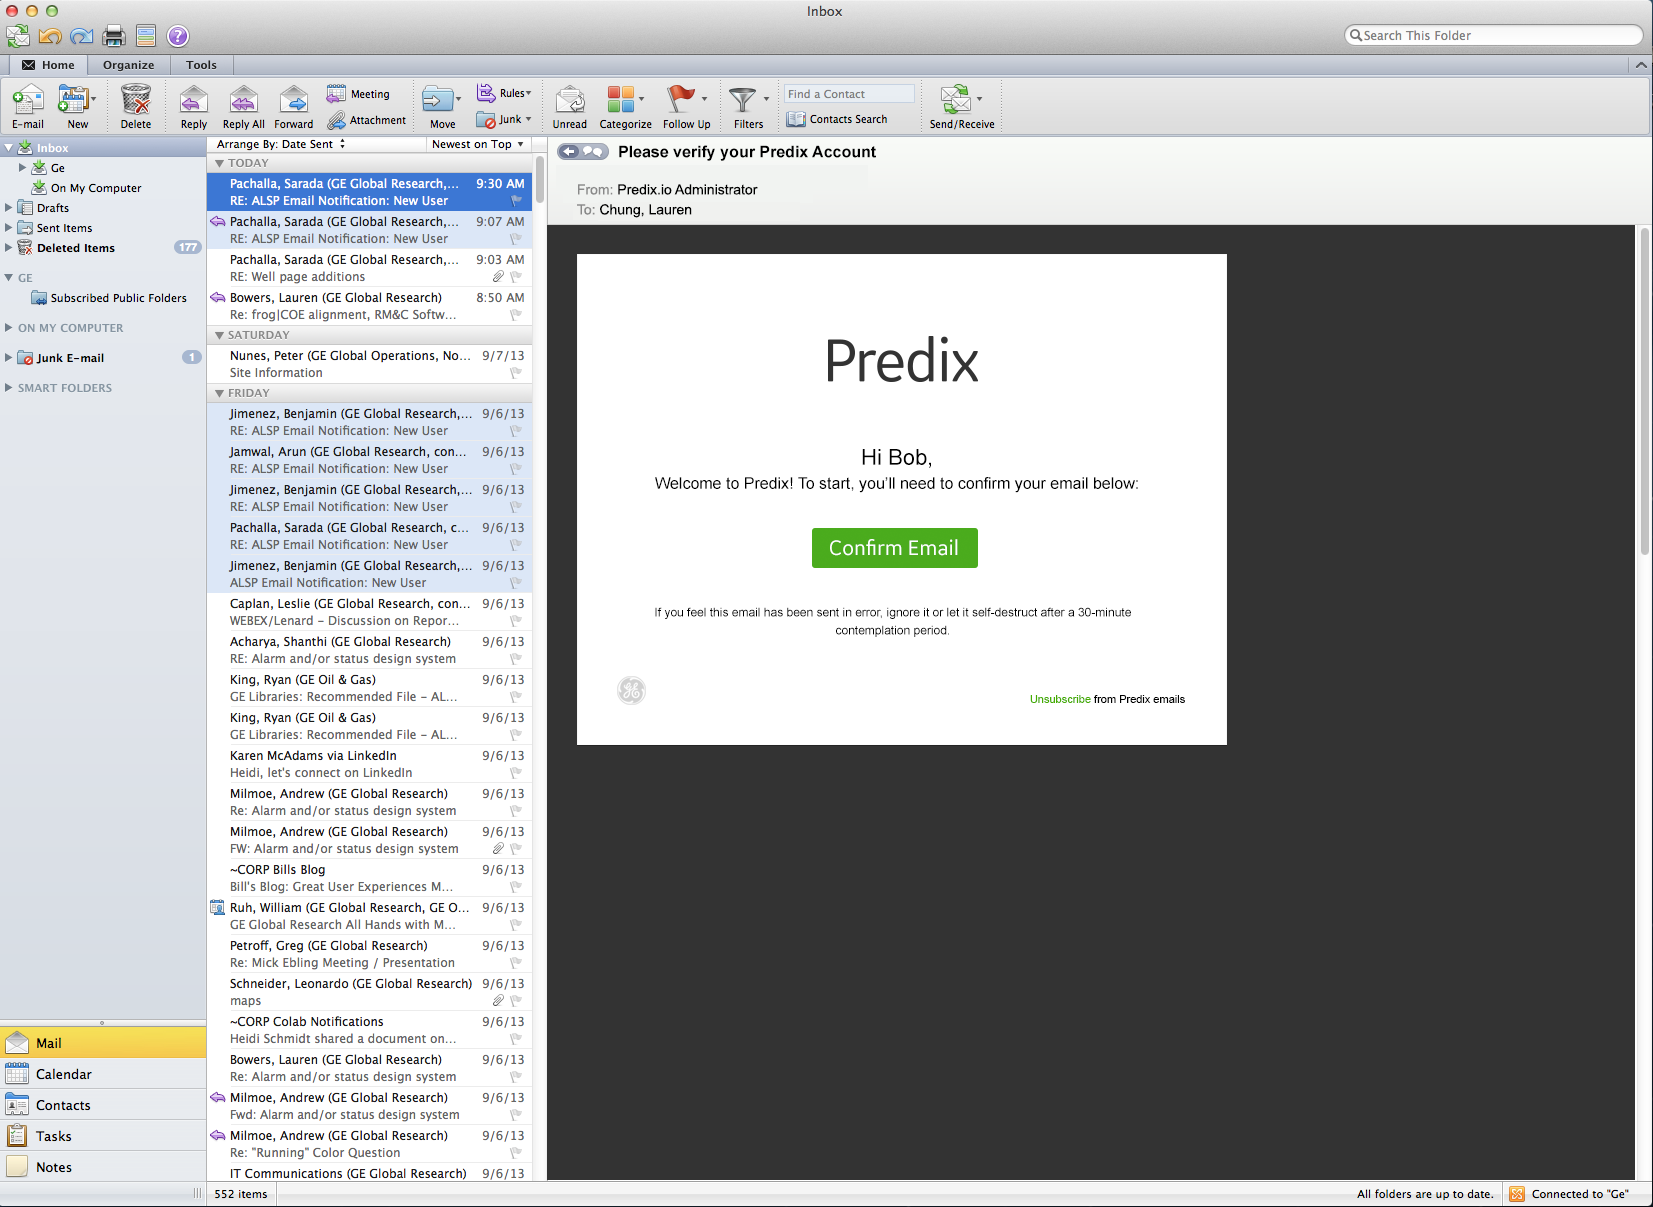 Inbox
Search This Folder
Home Organize Tools
E-mail New Delete Reply Reply All Forward Meeting Attachment Move Rules Junk Unread Categorize Follow Up Filters Find a Contact Contacts Search Send/Receive
Inbox
Ge
On My Computer
Drafts
Sent Items
Deleted Items 177
GE
Subscribed Public Folders
ON MY COMPUTER
Junk E-mail 1
SMART FOLDERS
Mail
Calendar
Contacts
Tasks
Notes
Arrange By: Date Sent Newest on Top
TODAY
Pachalla, Sarada (GE Global Research,... 9:30 AM
RE: ALSP Email Notification: New User
Pachalla, Sarada (GE Global Research,... 9:07 AM
RE: ALSP Email Notification: New User
Pachalla, Sarada (GE Global Research,... 9:03 AM
RE: Well page additions
Bowers, Lauren (GE Global Research) 8:50 AM
Re: frog|COE alignment, RM&C Softw...
SATURDAY
Nunes, Peter (GE Global Operations, No... 9/7/13
Site Information
FRIDAY
Jimenez, Benjamin (GE Global Research,... 9/6/13
RE: ALSP Email Notification: New User
Jamwal, Arun (GE Global Research, con... 9/6/13
RE: ALSP Email Notification: New User
Jimenez, Benjamin (GE Global Research,... 9/6/13
RE: ALSP Email Notification: New User
Pachalla, Sarada (GE Global Research, c... 9/6/13
RE: ALSP Email Notification: New User
Jimenez, Benjamin (GE Global Research,... 9/6/13
ALSP Email Notification: New User
Caplan, Leslie (GE Global Research, con... 9/6/13
WEBEX/Lenard – Discussion on Repor...
Acharya, Shanthi (GE Global Research) 9/6/13
RE: Alarm and/or status design system
King, Ryan (GE Oil & Gas) 9/6/13
GE Libraries: Recommended File – AL...
King, Ryan (GE Oil & Gas) 9/6/13
GE Libraries: Recommended File – AL...
Karen McAdams via LinkedIn 9/6/13
Heidi, let's connect on LinkedIn
Milmoe, Andrew (GE Global Research) 9/6/13
Re: Alarm and/or status design system
Milmoe, Andrew (GE Global Research) 9/6/13
FW: Alarm and/or status design system
~CORP Bills Blog 9/6/13
Bill's Blog: Great User Experiences M...
Ruh, William (GE Global Research, GE O... 9/6/13
GE Global Research All Hands with M...
Petroff, Greg (GE Global Research) 9/6/13
Re: Mick Ebling Meeting / Presentation
Schneider, Leonardo (GE Global Research) 9/6/13
maps
~CORP Colab Notifications 9/6/13
Heidi Schmidt shared a document on...
Bowers, Lauren (GE Global Research) 9/6/13
Re: Alarm and/or status design system
Milmoe, Andrew (GE Global Research) 9/6/13
Fwd: Alarm and/or status design system
Milmoe, Andrew (GE Global Research) 9/6/13
Re: "Running" Color Question
IT Communications (GE Global Research) 9/6/13
Please verify your Predix Account
From: Predix.io Administrator
To: Chung, Lauren
Predix
Hi Bob,
Welcome to Predix! To start, you'll need to confirm your email below:
Confirm Email
If you feel this email has been sent in error, ignore it or let it self-destruct after a 30-minute
contemplation period.
GE
Unsubscribe from Predix emails
552 items All folders are up to date. Connected to "Ge"